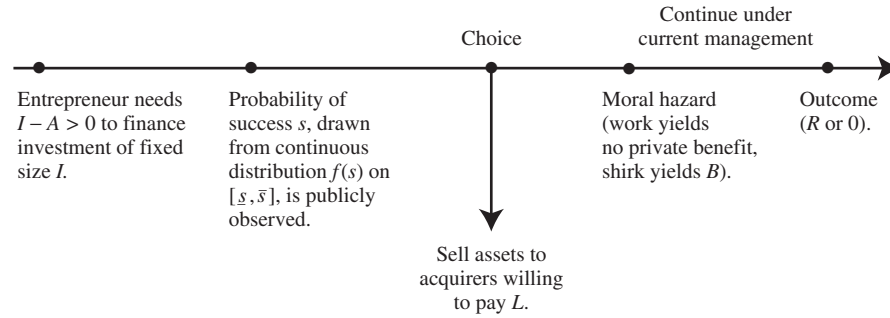 Continue under
current management
Choice
Entrepreneur needs
I – A > 0 to finance
investment of fixed
size I.
Probability of
success s, drawn
from continuous
distribution f(s) on
[s̲, s̄], is publicly
observed.
Moral hazard
(work yields
no private benefit,
shirk yields B).
Outcome
(R or 0).
Sell assets to
acquirers willing
to pay L.